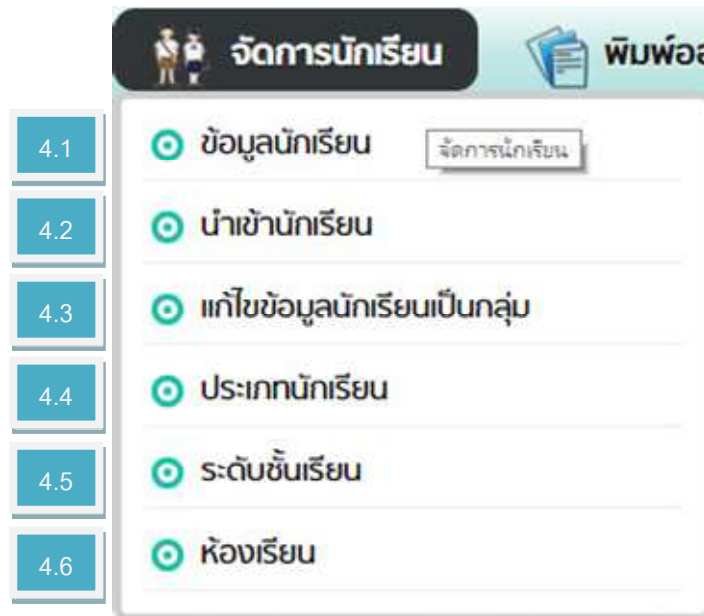 จัดการนักเรียน พิมพ์ออ
4.1 ข้อมูลนักเรียน จัดการนักเรียน
4.2 นำเข้านักเรียน
4.3 แก้ไขข้อมูลนักเรียนเป็นกลุ่ม
4.4 ประเภทนักเรียน
4.5 ระดับชั้นเรียน
4.6 ห้องเรียน